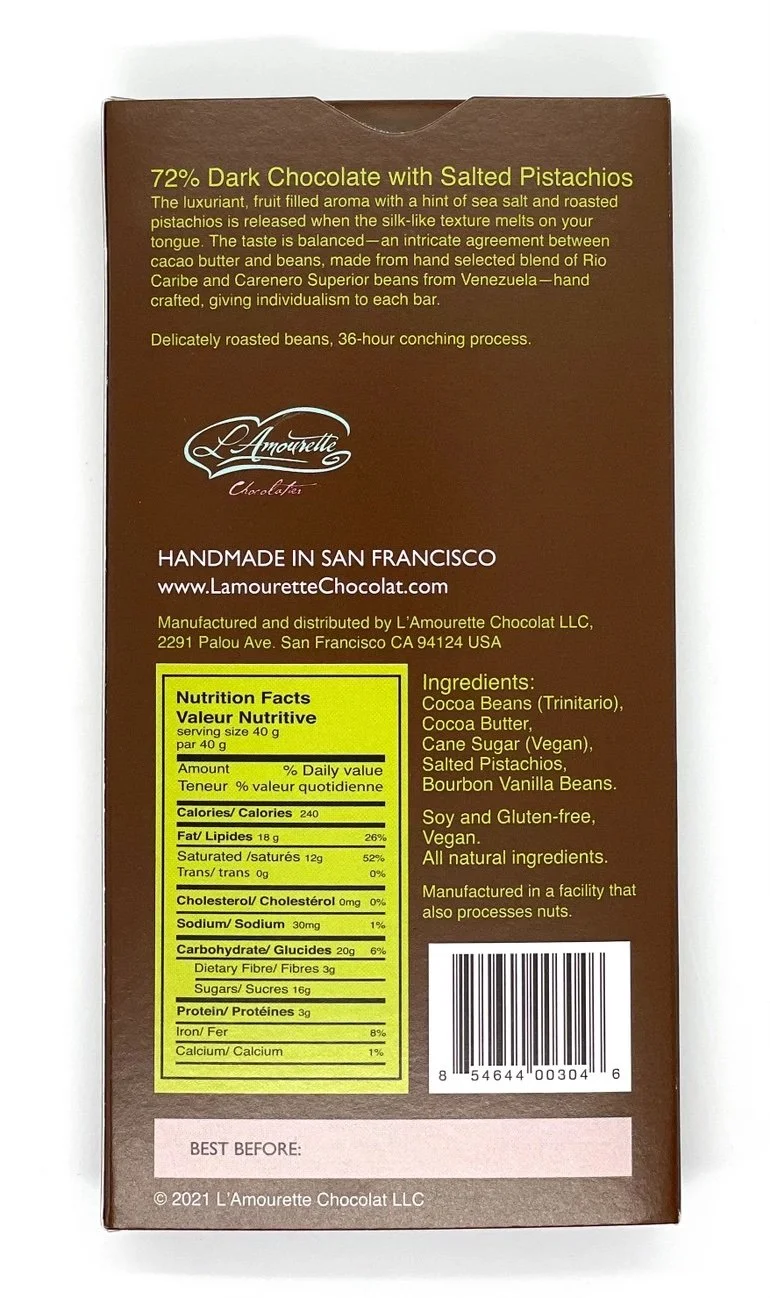 72% Dark Chocolate with Salted Pistachios
The luxuriant, fruit filled aroma with a hint of sea salt and roasted
pistachios is released when the silk-like texture melts on your
tongue. The taste is balanced—an intricate agreement between
cacao butter and beans, made from hand selected blend of Rio
Caribe and Carenero Superior beans from Venezuela—hand
crafted, giving individualism to each bar.
Delicately roasted beans, 36-hour conching process.
L'Amourette
Chocolatier
HANDMADE IN SAN FRANCISCO
www.LamouretteChocolat.com
Manufactured and distributed by L'Amourette Chocolat LLC,
2291 Palou Ave. San Francisco CA 94124 USA
Nutrition Facts
Valeur Nutritive
serving size 40 g
par 40 g
Amount % Daily value
Teneur % valeur quotidienne
Calories/ Calories 240
Fat/ Lipides 18 g 26%
Saturated /saturés 12g 52%
Trans/ trans 0g 0%
Cholesterol/ Cholestérol 0mg 0%
Sodium/ Sodium 30mg 1%
Carbohydrate/ Glucides 20g 6%
Dietary Fibre/ Fibres 3g
Sugars/ Sucres 16g
Protein/ Protéines 3g
Iron/ Fer 8%
Calcium/ Calcium 1%
Ingredients:
Cocoa Beans (Trinitario),
Cocoa Butter,
Cane Sugar (Vegan),
Salted Pistachios,
Bourbon Vanilla Beans.
Soy and Gluten-free,
Vegan.
All natural ingredients.
Manufactured in a facility that
also processes nuts.
8 54644 00304 6
BEST BEFORE:
© 2021 L'Amourette Chocolat LLC